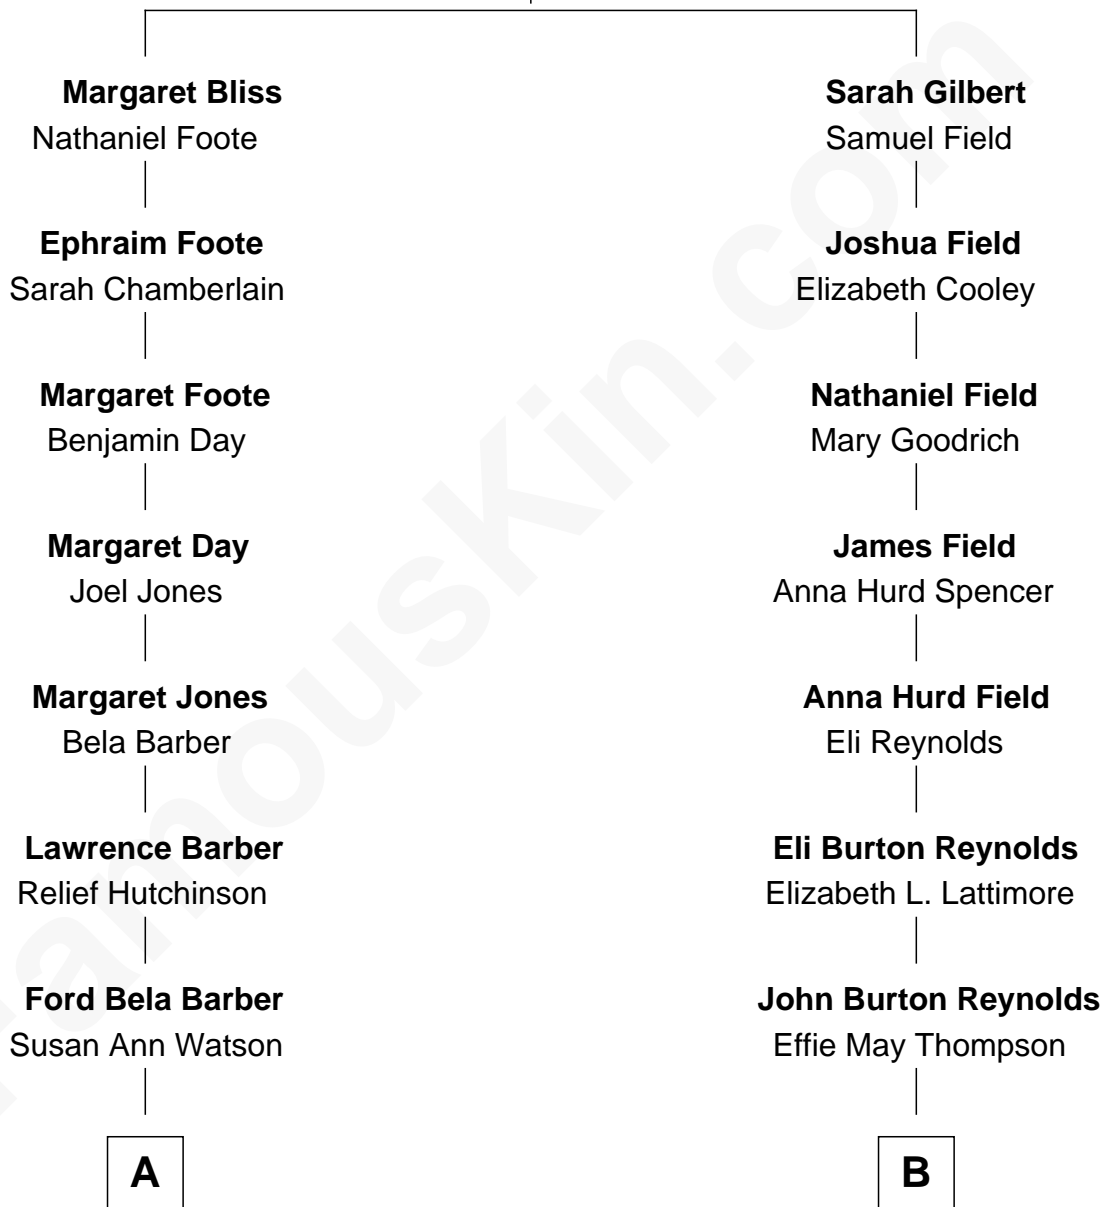 Margaret Bliss
Nathaniel Foote
Ephraim Foote
Sarah Chamberlain
Margaret Foote
Benjamin Day
Margaret Day
Joel Jones
Margaret Jones
Bela Barber
Lawrence Barber
Relief Hutchinson
Ford Bela Barber
Susan Ann Watson
A
Sarah Gilbert
Samuel Field
Joshua Field
Elizabeth Cooley
Nathaniel Field
Mary Goodrich
James Field
Anna Hurd Spencer
Anna Hurd Field
Eli Reynolds
Eli Burton Reynolds
Elizabeth L. Lattimore
John Burton Reynolds
Effie May Thompson
B
FamousKin.com